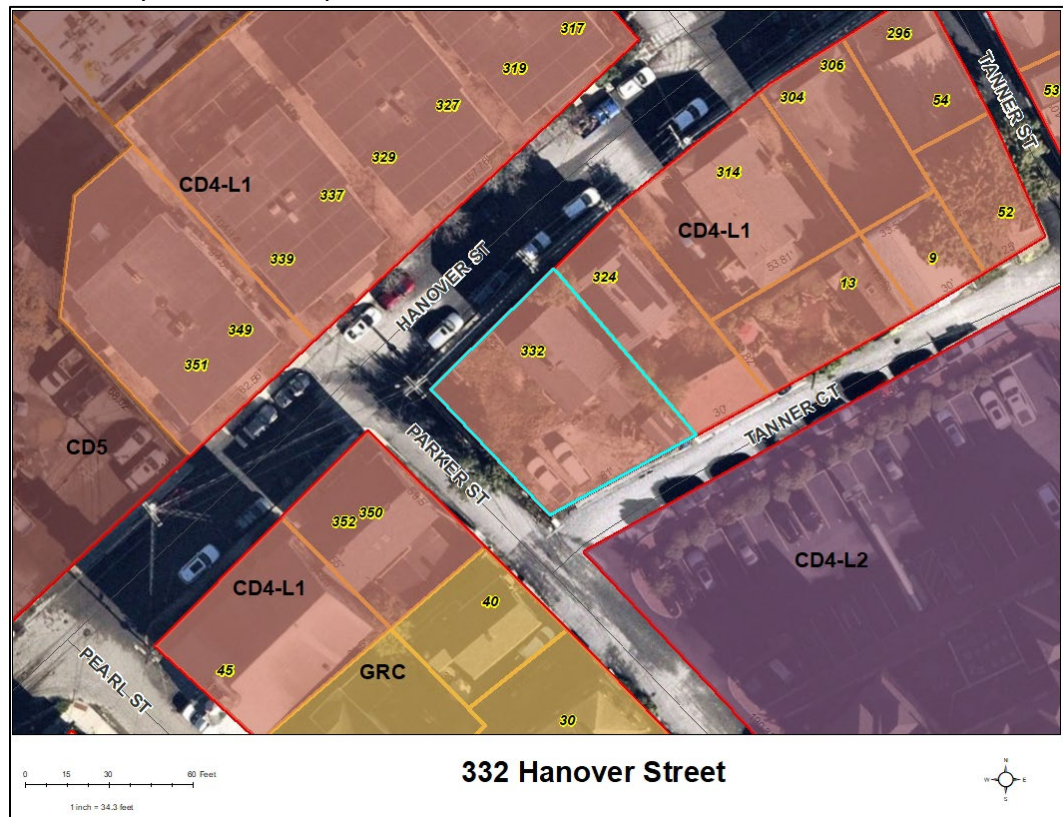 317
319
296
306
304
54
53
TANNER ST
327
329
314
CD4-L1
337
CD4-L1
52
339
HANOVER ST
324
13
9
349
332
351
30'
TANNER CT
CD5
PARKER ST
352
350
CD4-L2
CD4-L1
40
45
GRC
PEARL ST
30
332 Hanover Street
0 15 30 60 Feet
1 inch = 34.3 feet
N
W E
S